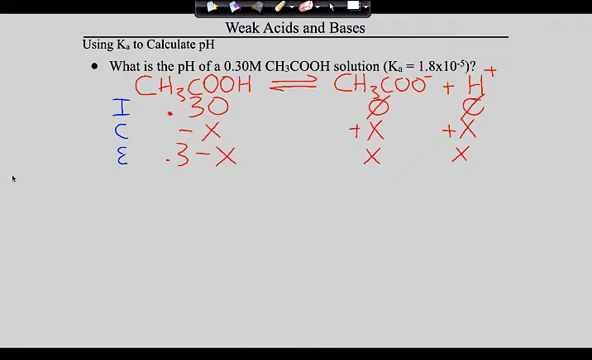 Weak Acids and Bases
Using Ka to Calculate pH
• What is the pH of a 0.30M CH₃COOH solution (Kₐ = 1.8x10⁻⁵)?
CH₃COOH ⇌ CH₃COO⁻ + H⁺
I .30 Ø Ø
C - X + X + X
E .3 - X X X